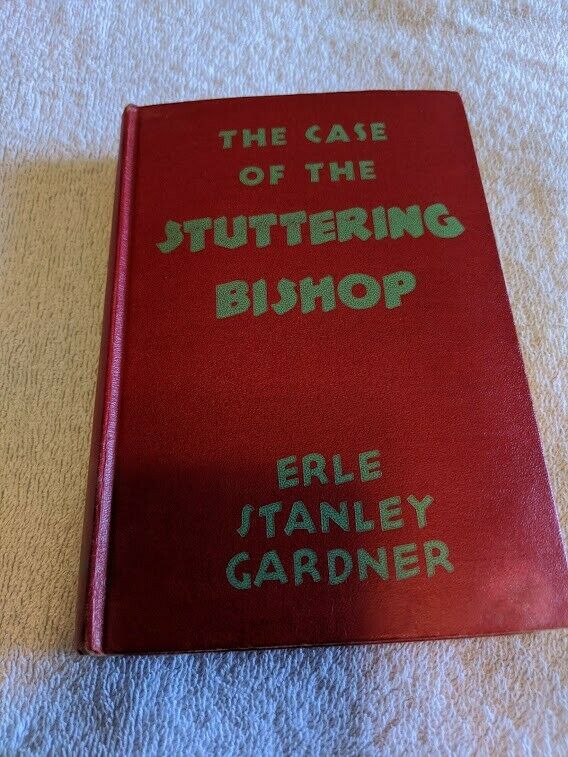 THE CASE
OF THE
STUTTERING
BISHOP
ERLE
STANLEY
GARDNER